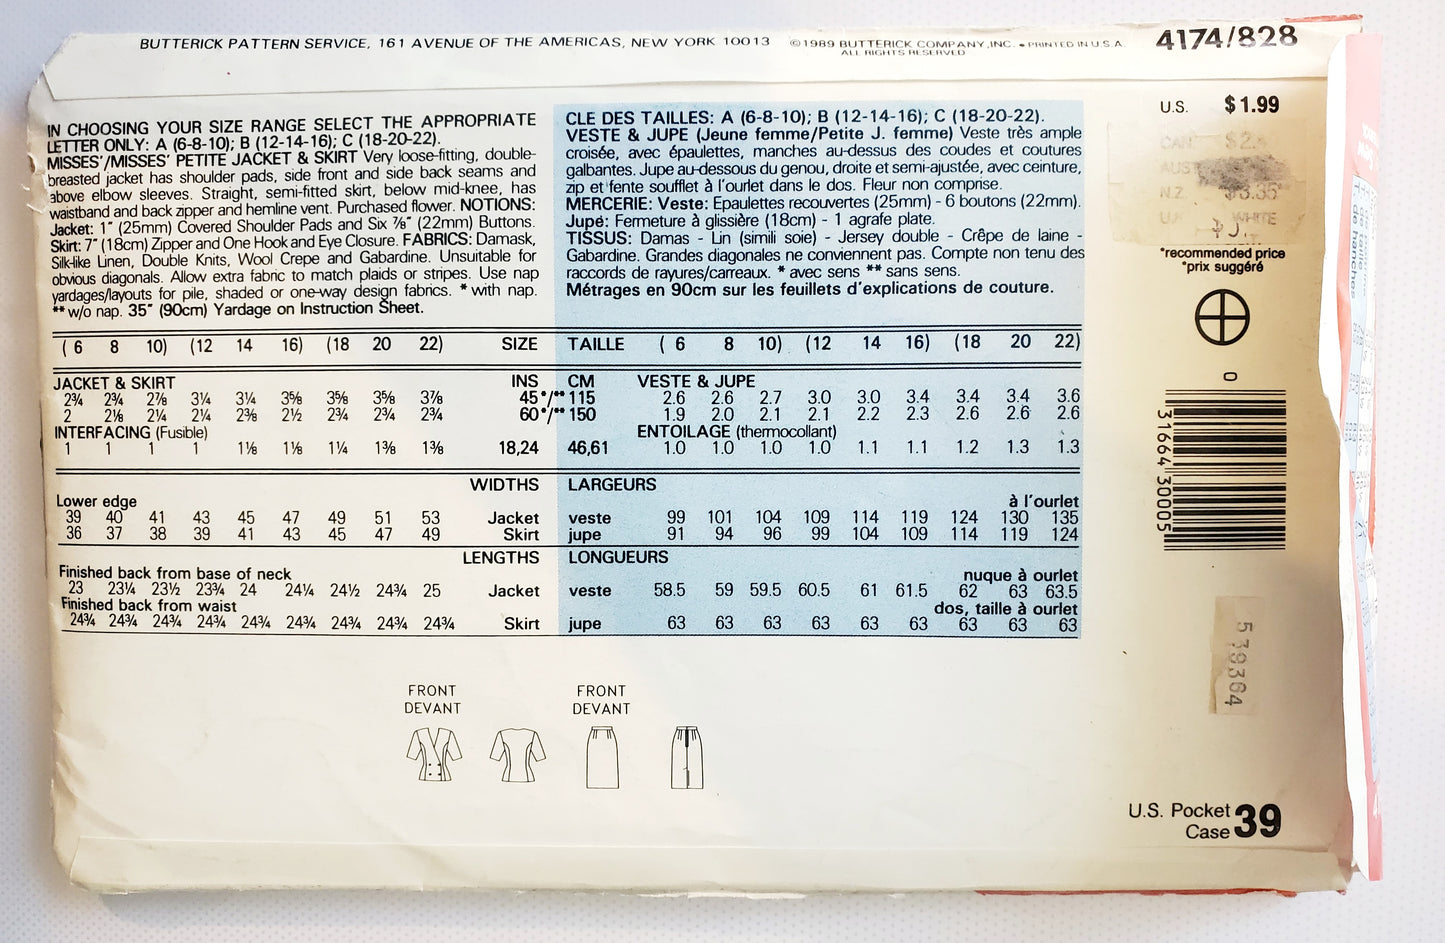 BUTTERICK PATTERN SERVICE, 161 AVENUE OF THE AMERICAS, NEW YORK 10013 ©1989 BUTTERICK COMPANY, INC. • PRINTED IN U.S.A.
ALL RIGHTS RESERVED
4174/828
IN CHOOSING YOUR SIZE RANGE SELECT THE APPROPRIATE
LETTER ONLY: A (6-8-10); B (12-14-16); C (18-20-22).
MISSES'/MISSES' PETITE JACKET & SKIRT Very loose-fitting, double-
breasted jacket has shoulder pads, side front and side back seams and
above elbow sleeves. Straight, semi-fitted skirt, below mid-knee, has
waistband and back zipper and hemline vent. Purchased flower. NOTIONS:
Jacket: 1" (25mm) Covered Shoulder Pads and Six ⅞" (22mm) Buttons.
Skirt: 7" (18cm) Zipper and One Hook and Eye Closure. FABRICS: Damask,
Silk-like Linen, Double Knits, Wool Crepe and Gabardine. Unsuitable for
obvious diagonals. Allow extra fabric to match plaids or stripes. Use nap
yardages/layouts for pile, shaded or one-way design fabrics. * with nap.
** w/o nap. 35" (90cm) Yardage on Instruction Sheet.
CLE DES TAILLES: A (6-8-10); B (12-14-16); C (18-20-22).
VESTE & JUPE (Jeune femme/Petite J. femme) Veste très ample
croisée, avec épaulettes, manches au-dessus des coudes et coutures
galbantes. Jupe au-dessous du genou, droite et semi-ajustée, avec ceinture,
zip et fente soufflet à l'ourlet dans le dos. Fleur non comprise.
MERCERIE: Veste: Epaulettes recouvertes (25mm) - 6 boutons (22mm).
Jupe: Fermeture à glissière (18cm) - 1 agrafe plate.
TISSUS: Damas - Lin (simili soie) - Jersey double - Crêpe de laine -
Gabardine. Grandes diagonales ne conviennent pas. Compte non tenu des
raccords de rayures/carreaux. * avec sens ** sans sens.
Métrages en 90cm sur les feuillets d'explications de couture.
U.S. $1.99
CAN.
AUST
N.Z.
WHITE
*recommended price
*prix suggéré
( 6 8 10) (12 14 16) (18 20 22) SIZE TAILLE ( 6 8 10) (12 14 16) (18 20 22)
JACKET & SKIRT INS CM VESTE & JUPE
2¾ 2¾ 2⅞ 3¼ 3¼ 3⅝ 3⅝ 3⅝ 3⅞ 45*/** 115 2.6 2.6 2.7 3.0 3.0 3.4 3.4 3.4 3.6
2 2⅛ 2¼ 2¼ 2⅜ 2½ 2¾ 2¾ 2¾ 60*/** 150 1.9 2.0 2.1 2.1 2.2 2.3 2.6 2.6 2.6
INTERFACING (Fusible) ENTOILAGE (thermocollant)
1 1 1 1 1⅛ 1⅛ 1¼ 1⅜ 1⅜ 18,24 46,61 1.0 1.0 1.0 1.0 1.1 1.1 1.2 1.3 1.3
WIDTHS LARGEURS
Lower edge à l'ourlet
39 40 41 43 45 47 49 51 53 Jacket veste 99 101 104 109 114 119 124 130 135
36 37 38 39 41 43 45 47 49 Skirt jupe 91 94 96 99 104 109 114 119 124
LENGTHS LONGUEURS
Finished back from base of neck nuque à ourlet
23 23¼ 23½ 23¾ 24 24¼ 24½ 24¾ 25 Jacket veste 58.5 59 59.5 60.5 61 61.5 62 63 63.5
Finished back from waist dos, taille à ourlet
24¾ 24¾ 24¾ 24¾ 24¾ 24¾ 24¾ 24¾ 24¾ Skirt jupe 63 63 63 63 63 63 63 63 63
0
31664 30005
FRONT
DEVANT
FRONT
DEVANT
U.S. Pocket
Case 39